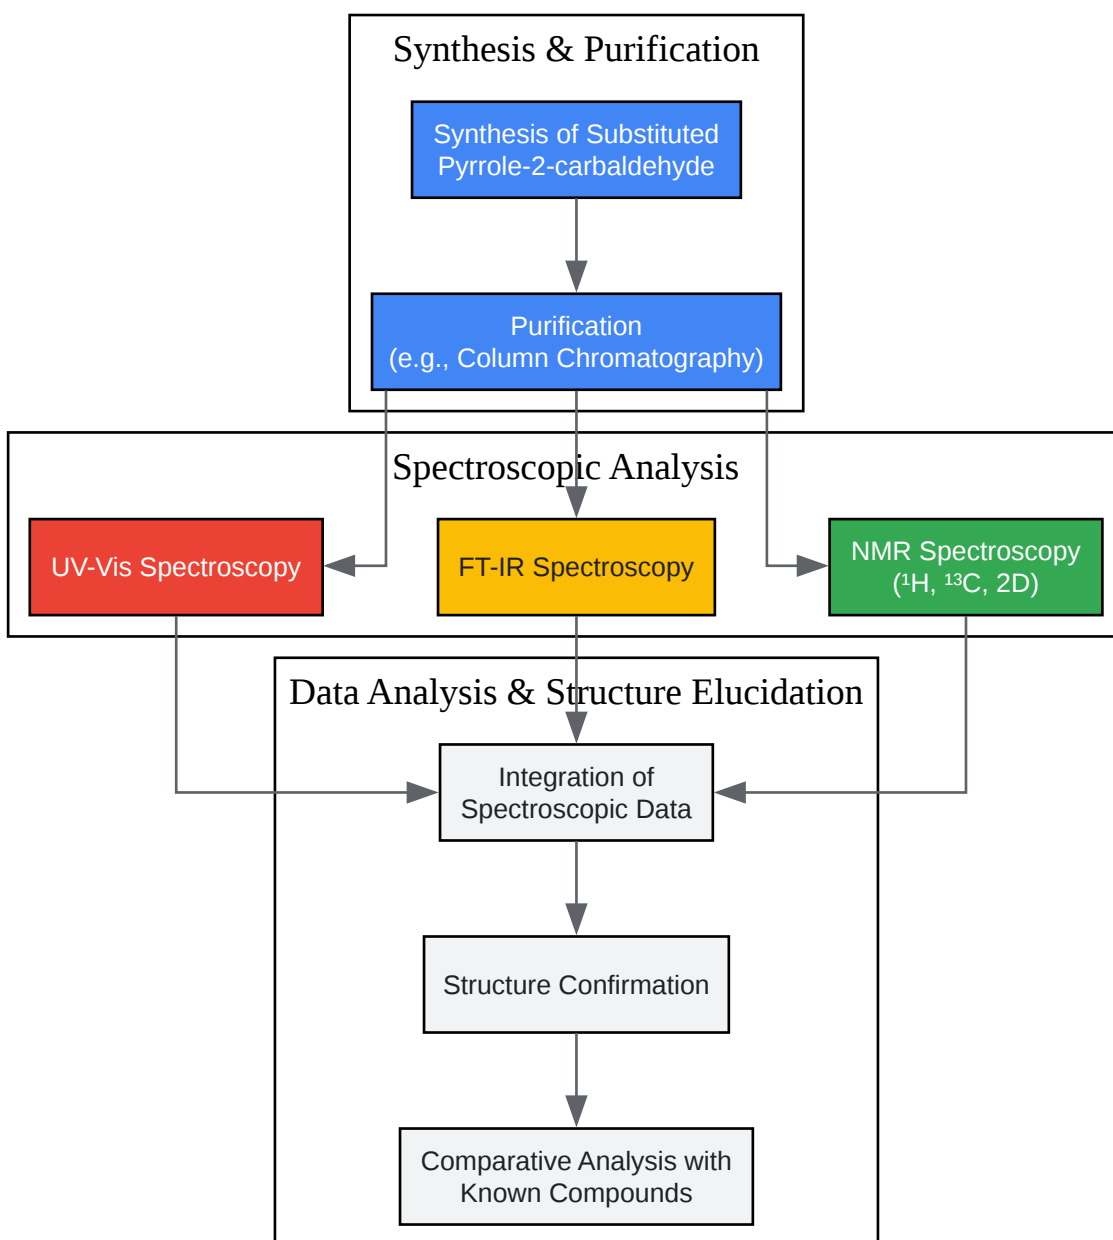 Synthesis & Purification
Synthesis of Substituted
Pyrrole-2-carbaldehyde
Purification
(e.g., Column Chromatography)
Spectroscopic Analysis
UV-Vis Spectroscopy
FT-IR Spectroscopy
NMR Spectroscopy
(¹H, ¹³C, 2D)
Data Analysis & Structure Elucidation
Integration of
Spectroscopic Data
Structure Confirmation
Comparative Analysis with
Known Compounds